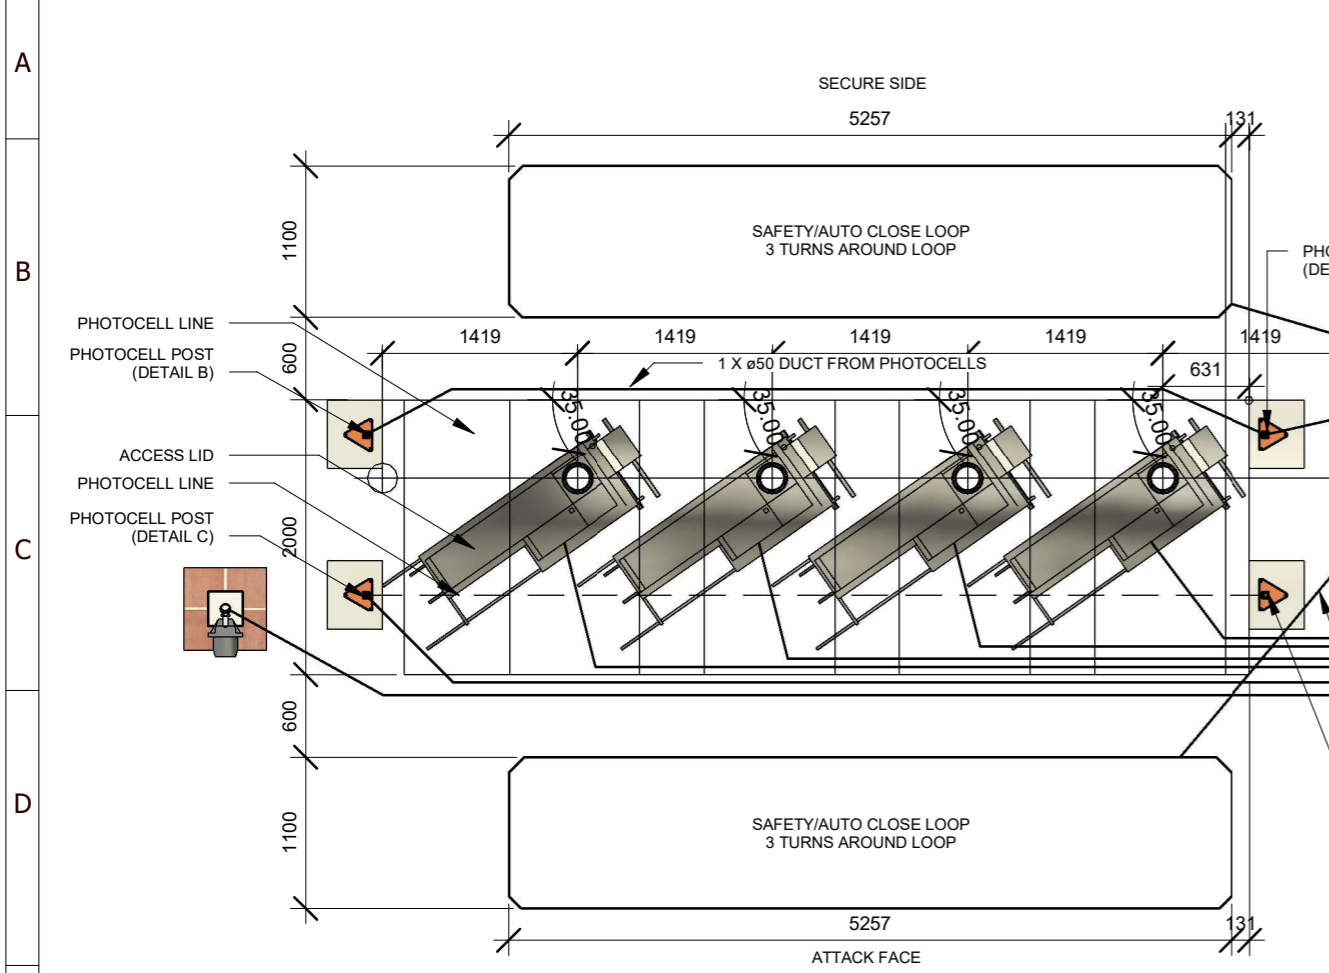 A
SECURE SIDE
5257
131
1100
SAFETY/AUTO CLOSE LOOP
3 TURNS AROUND LOOP
B
PHOTOCELL LINE
1419
1419
1419
1419
1419
600
PHOTOCELL POST
(DETAIL B)
1 X ø50 DUCT FROM PHOTOCELLS
631
35.00
35.00
35.00
35.00
ACCESS LID
PHOTOCELL LINE
PHOTOCELL POST
(DETAIL C)
2000
C
600
D
1100
SAFETY/AUTO CLOSE LOOP
3 TURNS AROUND LOOP
5257
131
ATTACK FACE